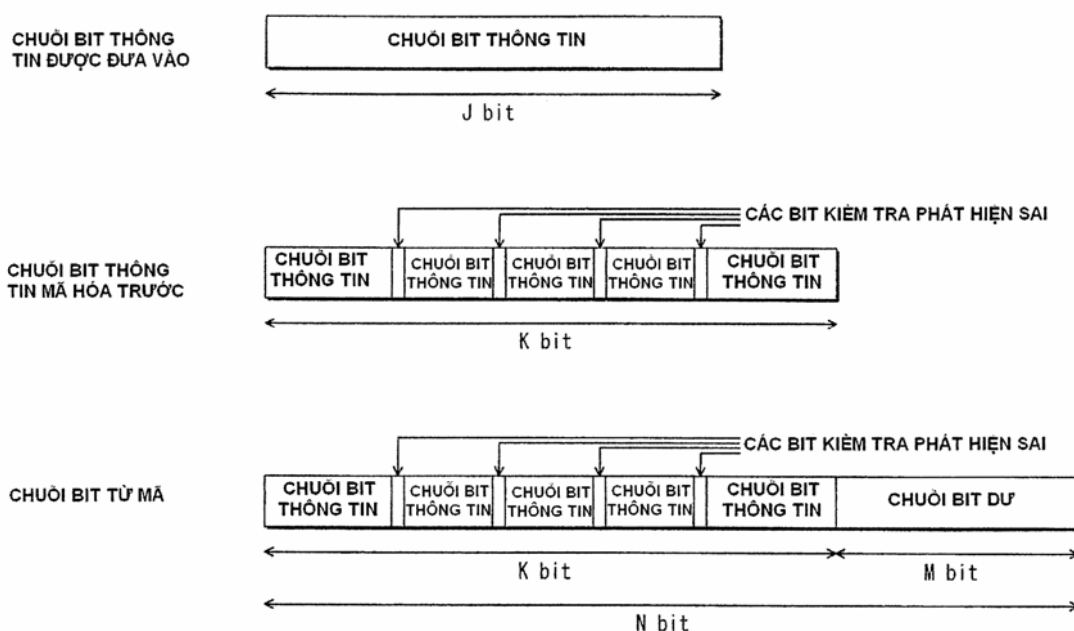 CHUỖI BIT THÔNG
TIN ĐƯỢC ĐƯA VÀO
CHUỖI BIT THÔNG TIN
J bit
CÁC BIT KIỂM TRA PHÁT HIỆN SAI
CHUỖI BIT THÔNG
TIN MÃ HÓA TRƯỚC
CHUỖI BIT
THÔNG TIN
CHUỖI BIT
THÔNG TIN
CHUỖI BIT
THÔNG TIN
CHUỖI BIT
THÔNG TIN
CHUỖI BIT
THÔNG TIN
K bit
CÁC BIT KIỂM TRA PHÁT HIỆN SAI
CHUỖI BIT TỪ MÃ
CHUỖI BIT
THÔNG TIN
CHUỖI BIT
THÔNG TIN
CHUỖI BIT
THÔNG TIN
CHUỖI BIT
THÔNG TIN
CHUỖI BIT
THÔNG TIN
CHUỖI BIT DƯ
K bit
M bit
N bit